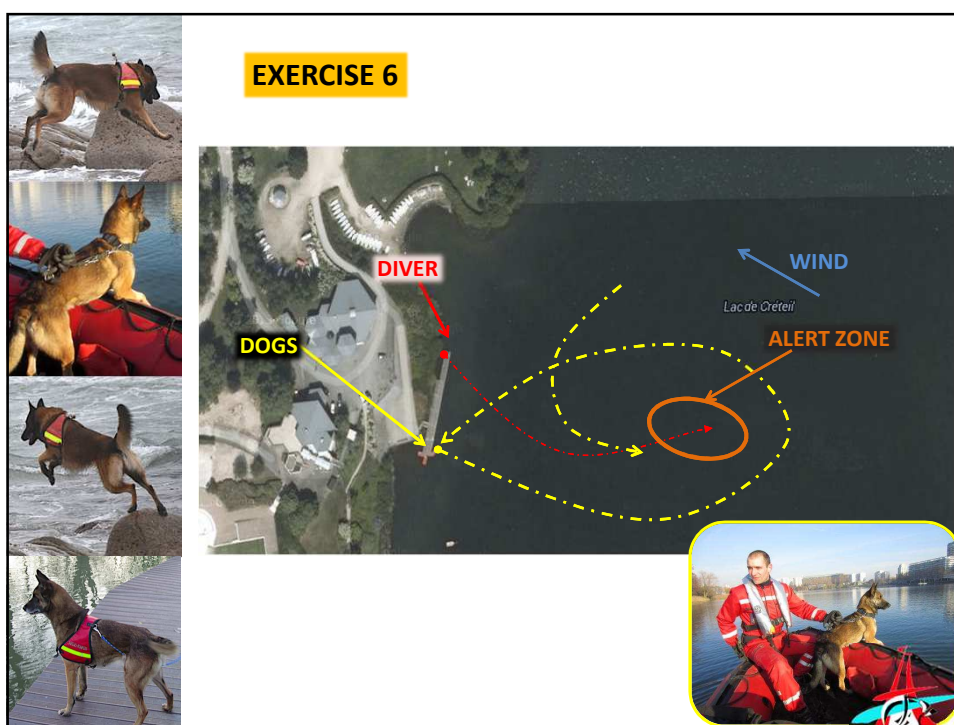 EXERCISE 6
DIVER
WIND
Lac de Créteil
DOGS
ALERT ZONE